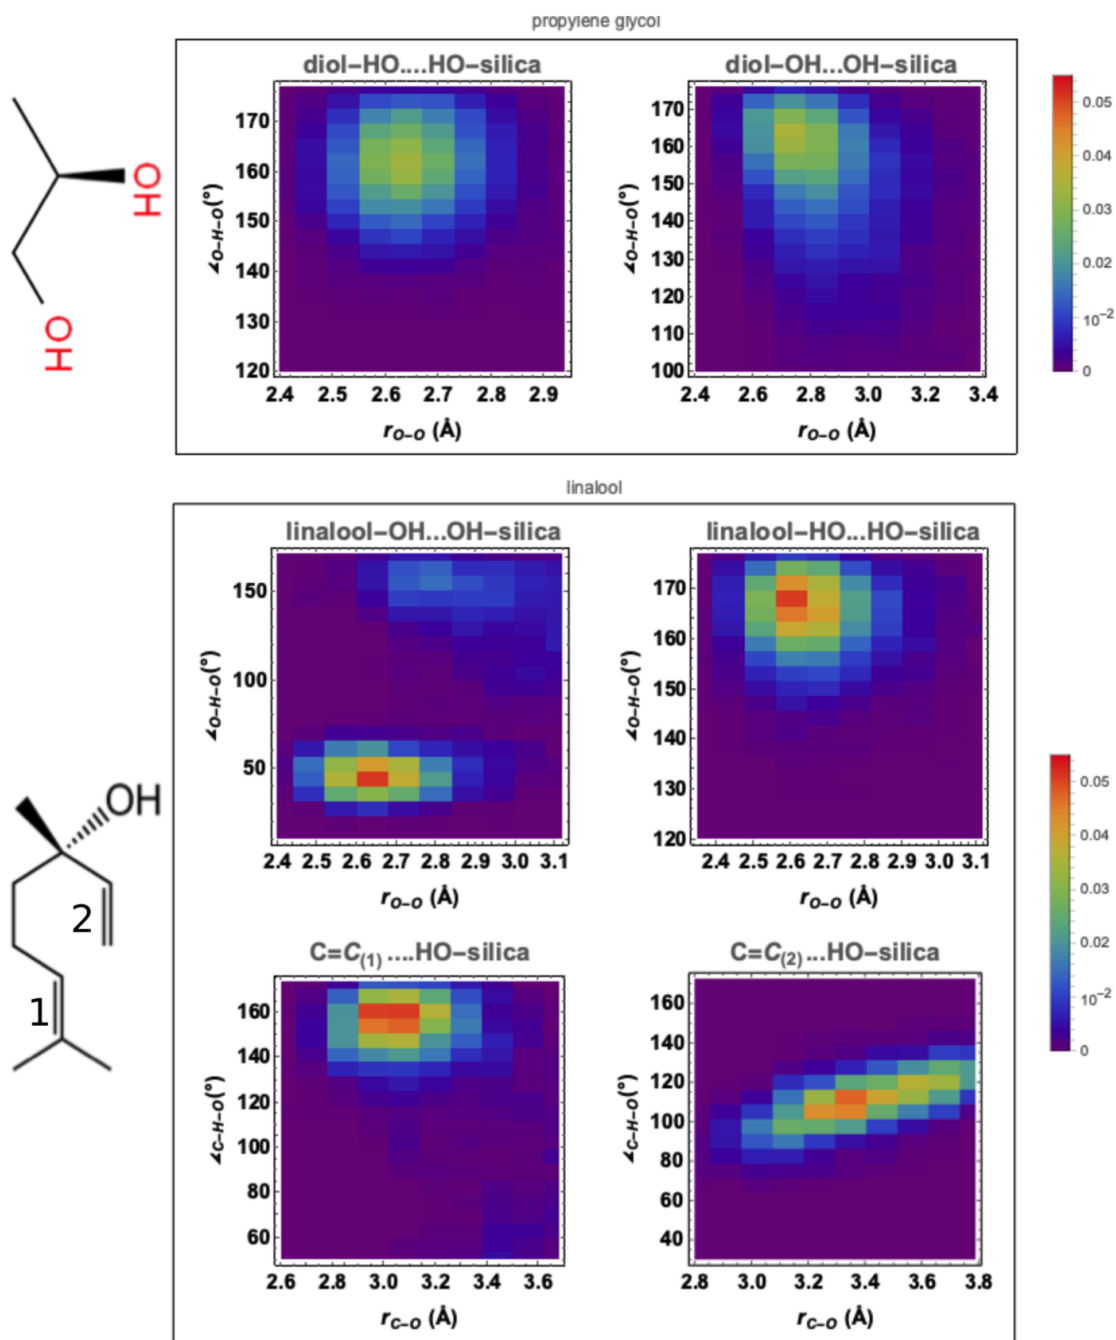 propylene glycol
diol–HO....HO–silica
diol–OH...OH–silica
OH
OH
∡O–H–O(°)
170
160
150
140
130
120
2.4 2.5 2.6 2.7 2.8 2.9
rO–O (Å)
∡O–H–O(°)
170
160
150
140
130
120
110
100
2.4 2.6 2.8 3.0 3.2 3.4
rO–O (Å)
0.05
0.04
0.03
0.02
10⁻²
0
linalool
linalool–OH...OH–silica
linalool–HO...HO–silica
∡O–H–O(°)
150
100
50
2.4 2.5 2.6 2.7 2.8 2.9 3.0 3.1
rO–O (Å)
∡O–H–O(°)
170
160
150
140
130
120
2.4 2.5 2.6 2.7 2.8 2.9 3.0 3.1
rO–O (Å)
OH
2
1
C=C(1) ....HO–silica
C=C(2)...HO–silica
∡C–H–O(°)
160
140
120
100
80
60
2.6 2.8 3.0 3.2 3.4 3.6
rC–O (Å)
∡C–H–O(°)
160
140
120
100
80
60
40
2.8 3.0 3.2 3.4 3.6 3.8
rC–O (Å)
0.05
0.04
0.03
0.02
10⁻²
0